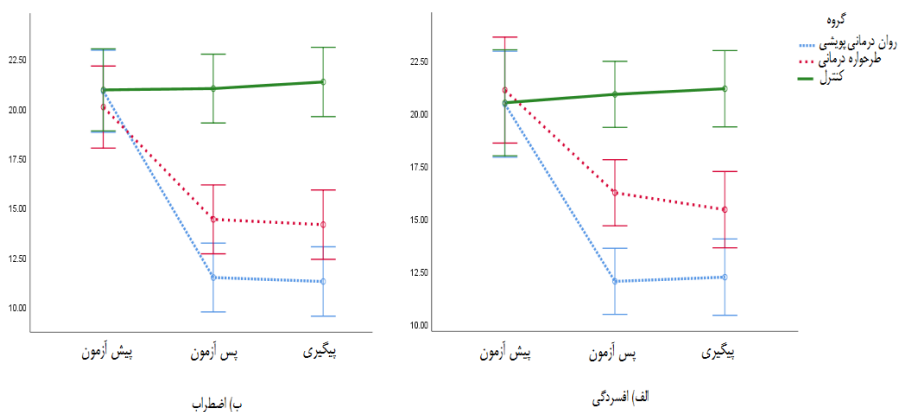 گروه
روان درمانی پویشی
طرحواره درمانی
کنترل
22.50
20.00
17.50
15.00
12.50
10.00
پیش آزمون
پس آزمون
پیگیری
الف) افسردگی
22.50
20.00
17.50
15.00
12.50
10.00
پیش آزمون
پس آزمون
پیگیری
ب) اضطراب